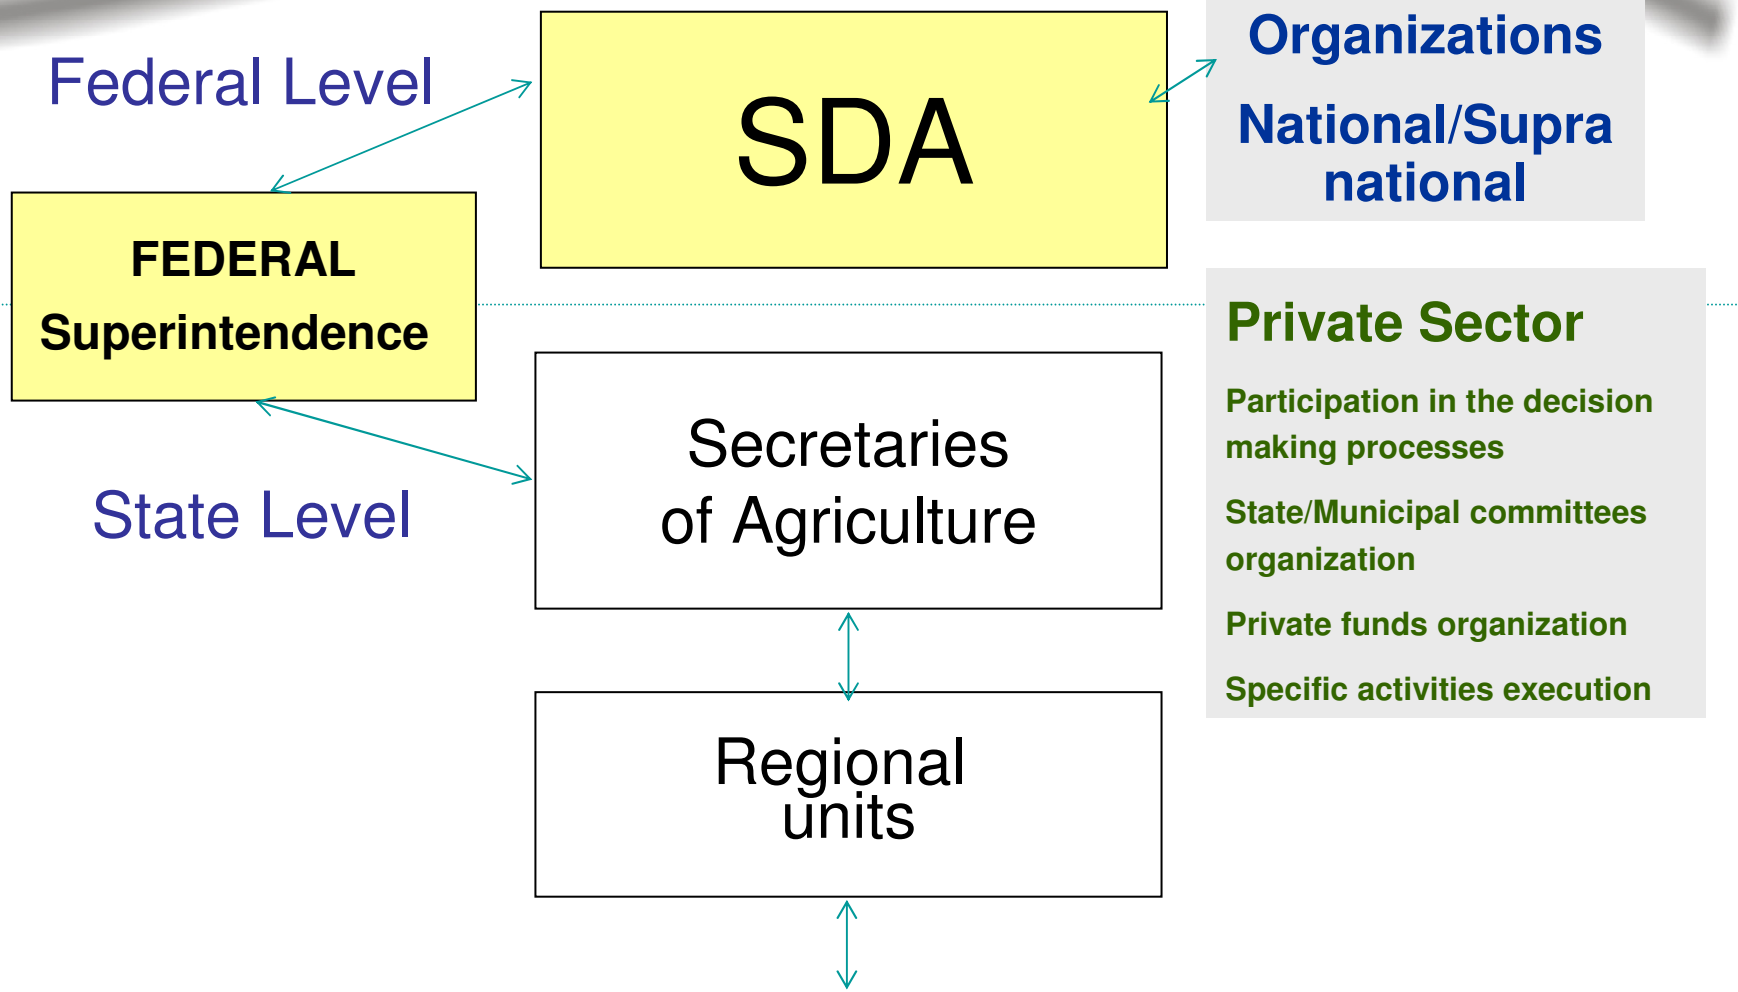 Federal Level
SDA
Organizations
National/Supra
national
FEDERAL
Superintendence
Private Sector
Participation in the decision
making processes
State/Municipal committees
organization
Private funds organization
Specific activities execution
State Level
Secretaries
of Agriculture
Regional
units